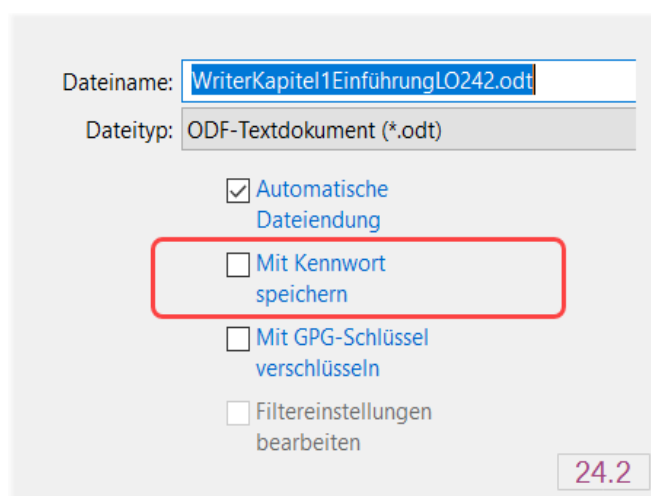 Dateiname: WriterKapitel1EinführungLO242.odt
Dateityp: ODF-Textdokument (*.odt)
Automatische
Dateiendung
Mit Kennwort
speichern
Mit GPG-Schlüssel
verschlüsseln
Filtereinstellungen
bearbeiten
24.2